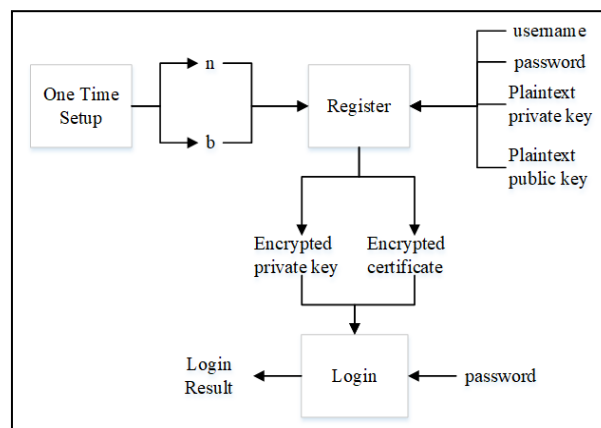 One Time
Setup
n
b
Register
username
password
Plaintext
private key
Plaintext
public key
Encrypted
private key
Encrypted
certificate
Login
Result
Login
password